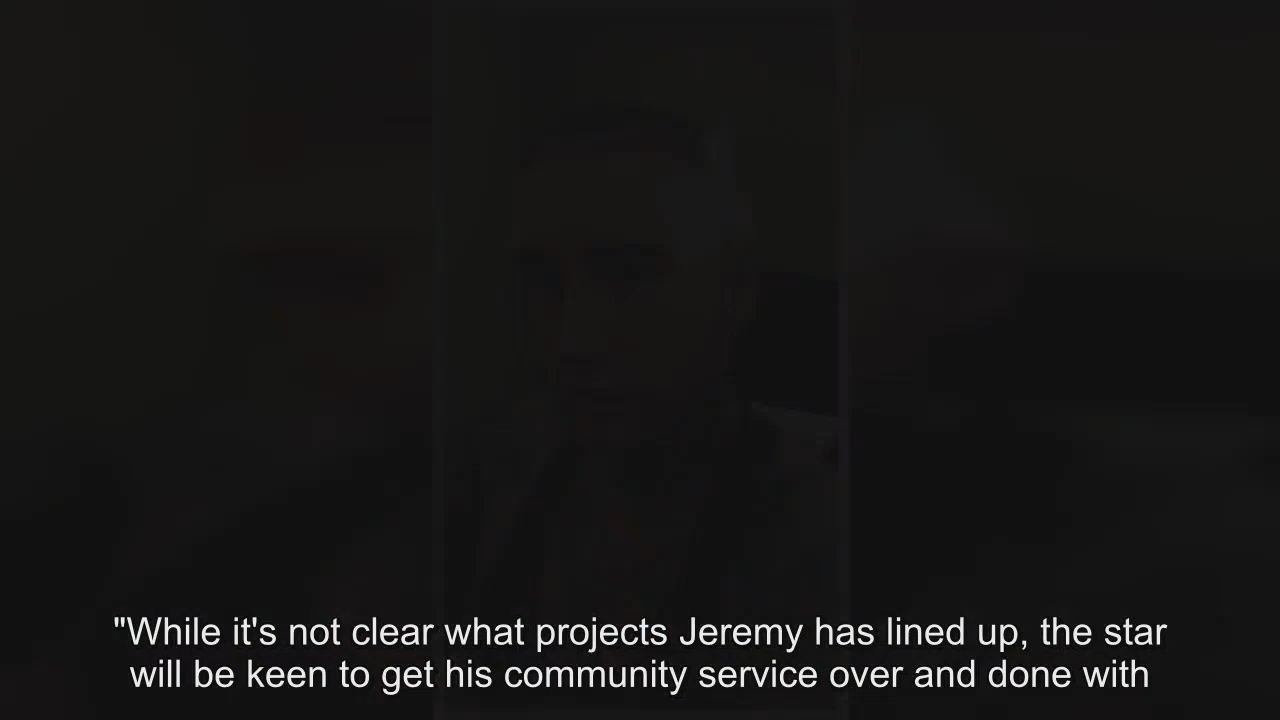 "While it's not clear what projects Jeremy has lined up, the star
will be keen to get his community service over and done with